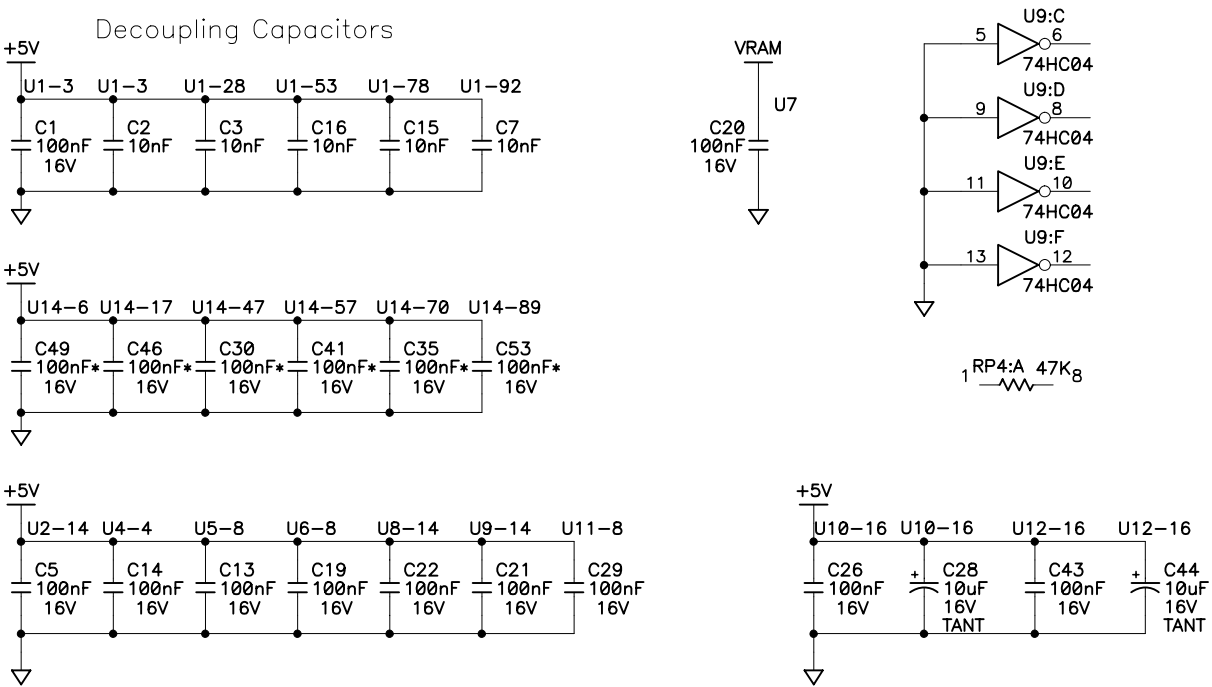 Decoupling Capacitors
+5V
U1-3 U1-3 U1-28 U1-53 U1-78 U1-92
C1 C2 C3 C16 C15 C7
100nF 10nF 10nF 10nF 10nF 10nF
16V
VRAM
U7
C20
100nF
16V
U9:C
5 6
74HC04
U9:D
9 8
74HC04
U9:E
11 10
74HC04
U9:F
13 12
74HC04
+5V
U14-6 U14-17 U14-47 U14-57 U14-70 U14-89
C49 C46 C30 C41 C35 C53
100nF* 100nF* 100nF* 100nF* 100nF* 100nF*
16V 16V 16V 16V 16V 16V
RP4:A 47K
1 8
+5V
U2-14 U4-4 U5-8 U6-8 U8-14 U9-14 U11-8
C5 C14 C13 C19 C22 C21 C29
100nF 100nF 100nF 100nF 100nF 100nF 100nF
16V 16V 16V 16V 16V 16V 16V
+5V
U10-16 U10-16 U12-16 U12-16
C26 + C28 C43 + C44
100nF 10uF 100nF 10uF
16V 16V 16V 16V
TANT TANT